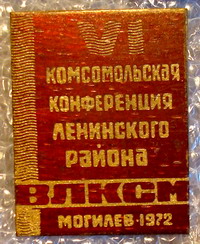 VI
КОМСОМОЛЬСКАЯ
КОНФЕРЕНЦИЯ
ЛЕНИНСКОГО
РАЙОНА
ВЛКСМ
МОГИЛЕВ·1972